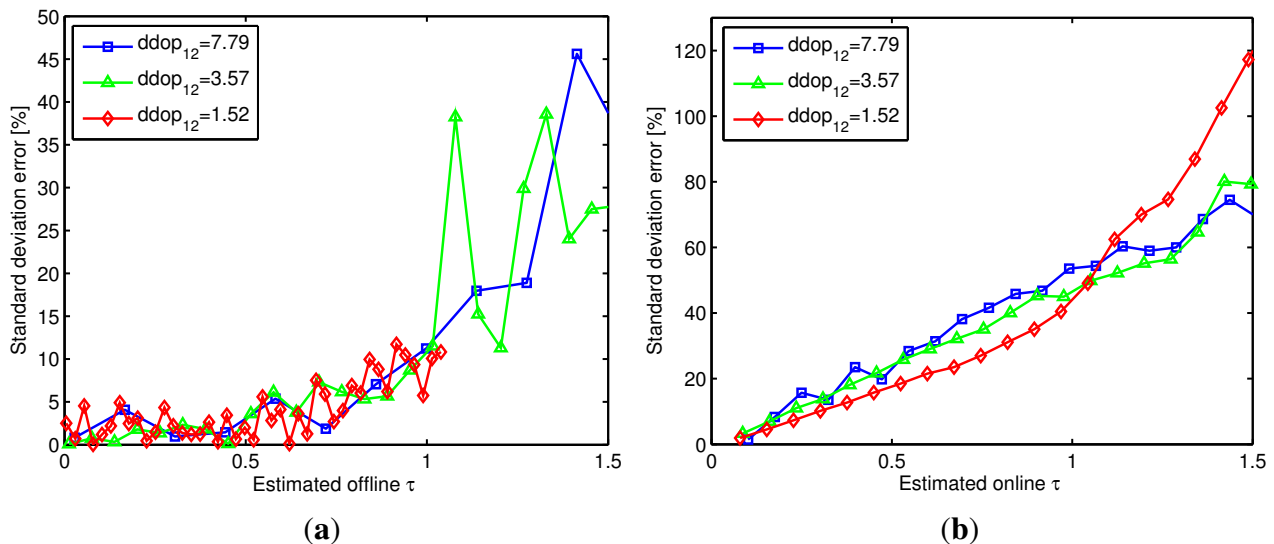 50
45
40
35
30
25
20
15
10
5
0
Standard deviation error [%]
ddop12=7.79
ddop12=3.57
ddop12=1.52
0 0.5 1 1.5
Estimated offline τ
(a)
120
100
80
60
40
20
0
Standard deviation error [%]
ddop12=7.79
ddop12=3.57
ddop12=1.52
0 0.5 1 1.5
Estimated online τ
(b)